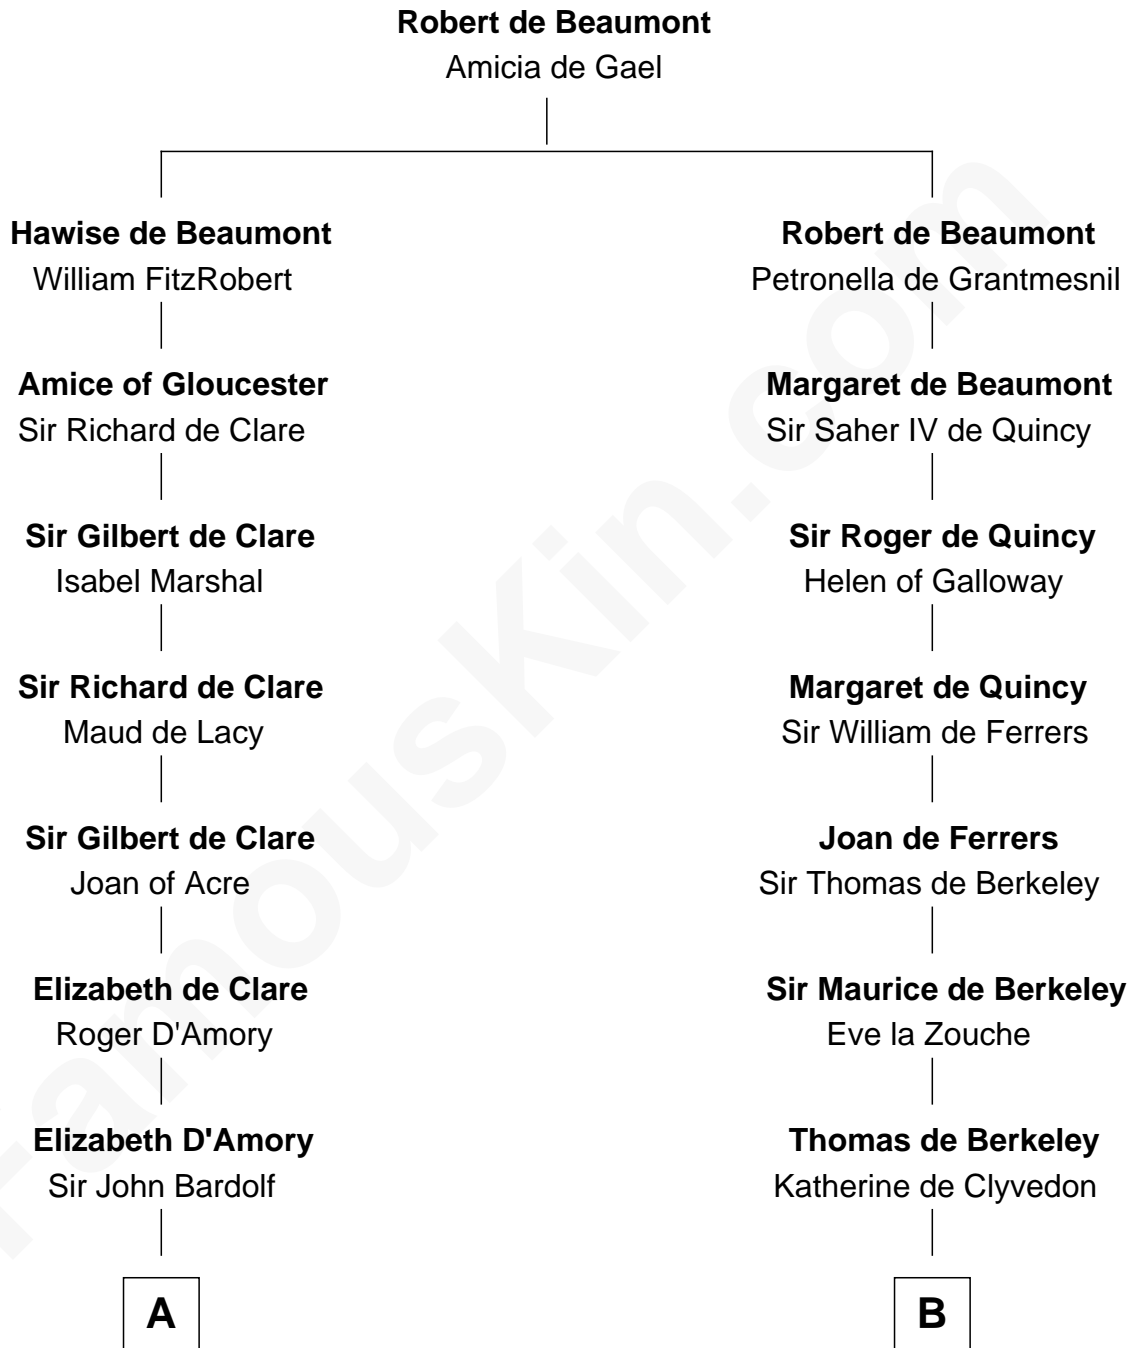 Robert de Beaumont
Amicia de Gael
Hawise de Beaumont
William FitzRobert
Robert de Beaumont
Petronella de Grantmesnil
Amice of Gloucester
Sir Richard de Clare
Margaret de Beaumont
Sir Saher IV de Quincy
Sir Gilbert de Clare
Isabel Marshal
Sir Roger de Quincy
Helen of Galloway
Sir Richard de Clare
Maud de Lacy
Margaret de Quincy
Sir William de Ferrers
Sir Gilbert de Clare
Joan of Acre
Joan de Ferrers
Sir Thomas de Berkeley
Elizabeth de Clare
Roger D'Amory
Sir Maurice de Berkeley
Eve la Zouche
Elizabeth D'Amory
Sir John Bardolf
Thomas de Berkeley
Katherine de Clyvedon
A
B
FamousKin.com